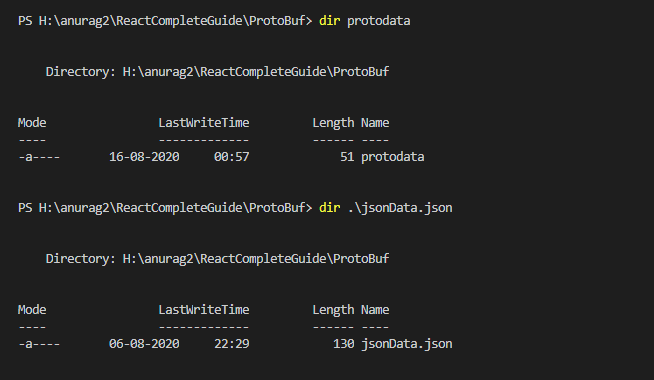 PS H:\anurag2\ReactCompleteGuide\ProtoBuf> dir protodata
Directory: H:\anurag2\ReactCompleteGuide\ProtoBuf
Mode LastWriteTime Length Name
---- ------------- ------ ----
-a---- 16-08-2020 00:57 51 protodata
PS H:\anurag2\ReactCompleteGuide\ProtoBuf> dir .\jsonData.json
Directory: H:\anurag2\ReactCompleteGuide\ProtoBuf
Mode LastWriteTime Length Name
---- ------------- ------ ----
-a---- 06-08-2020 22:29 130 jsonData.json